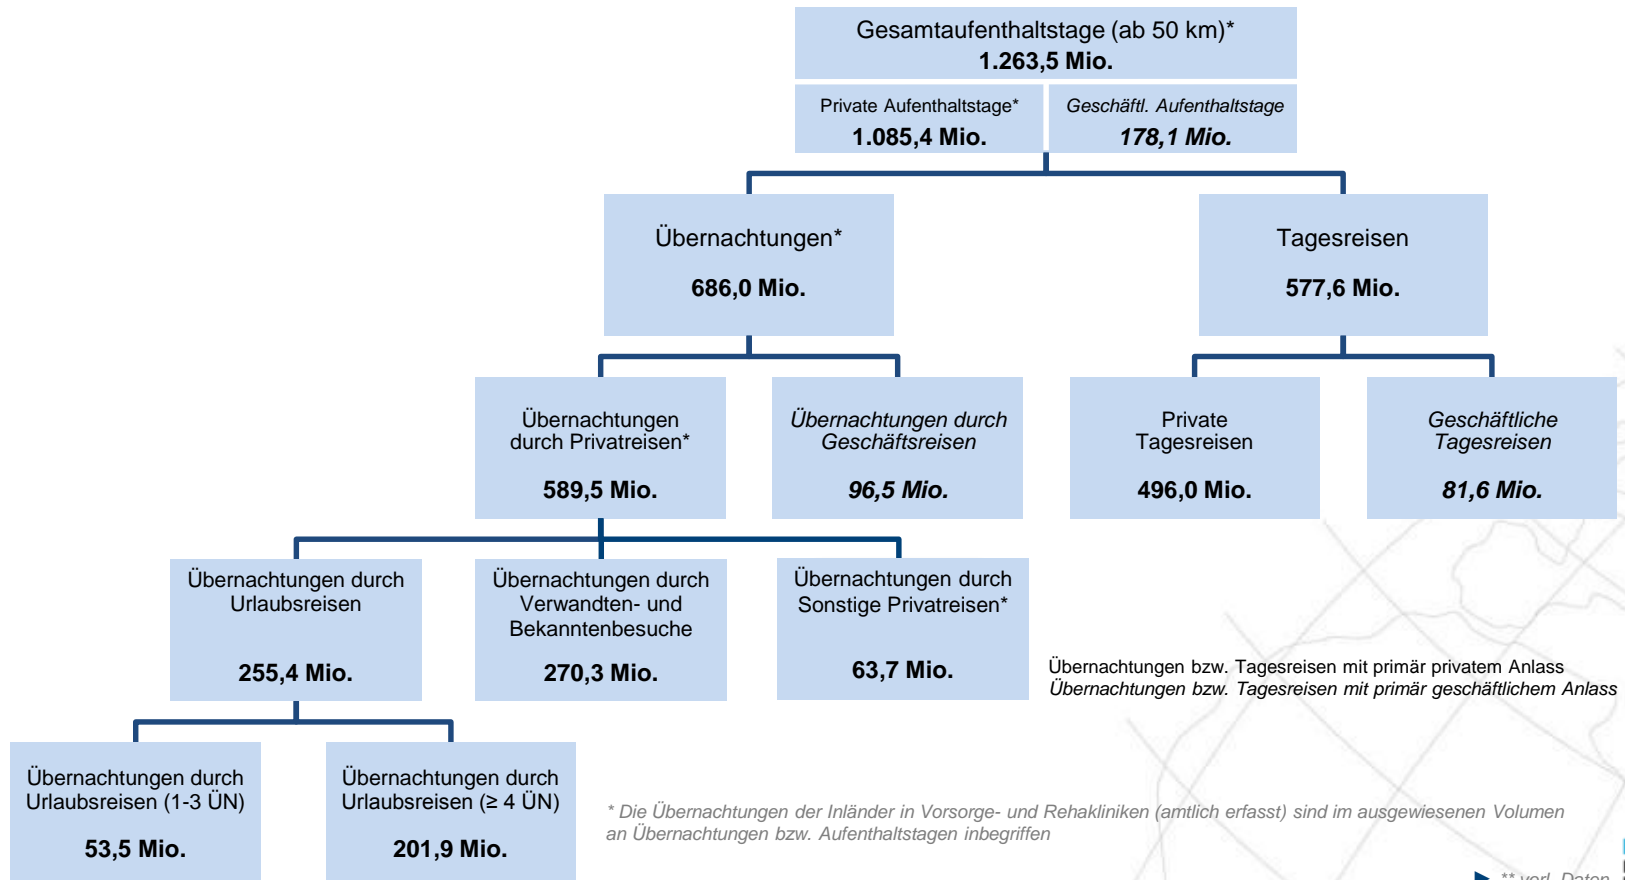 Gesamtaufenthaltstage (ab 50 km)*
1.263,5 Mio.
Private Aufenthaltstage*
1.085,4 Mio.
Geschäftl. Aufenthaltstage
178,1 Mio.
Übernachtungen*
686,0 Mio.
Tagesreisen
577,6 Mio.
Übernachtungen
durch Privatreisen*
589,5 Mio.
Übernachtungen durch
Geschäftsreisen
96,5 Mio.
Private
Tagesreisen
496,0 Mio.
Geschäftliche
Tagesreisen
81,6 Mio.
Übernachtungen durch
Urlaubsreisen
255,4 Mio.
Übernachtungen durch
Verwandten- und
Bekanntenbesuche
270,3 Mio.
Übernachtungen durch
Sonstige Privatreisen*
63,7 Mio.
Übernachtungen bzw. Tagesreisen mit primär privatem Anlass
Übernachtungen bzw. Tagesreisen mit primär geschäftlichem Anlass
Übernachtungen durch
Urlaubsreisen (1-3 ÜN)
53,5 Mio.
Übernachtungen durch
Urlaubsreisen (≥ 4 ÜN)
201,9 Mio.
* Die Übernachtungen der Inländer in Vorsorge- und Rehakliniken (amtlich erfasst) sind im ausgewiesenen Volumen
an Übernachtungen bzw. Aufenthaltstagen inbegriffen
** vorl. Daten